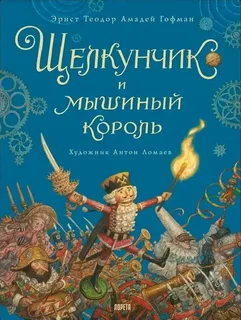 Эрнст Теодор Амадей Гофман
Щелкунчик
и мышиный
король
Художник Антон Ломаев